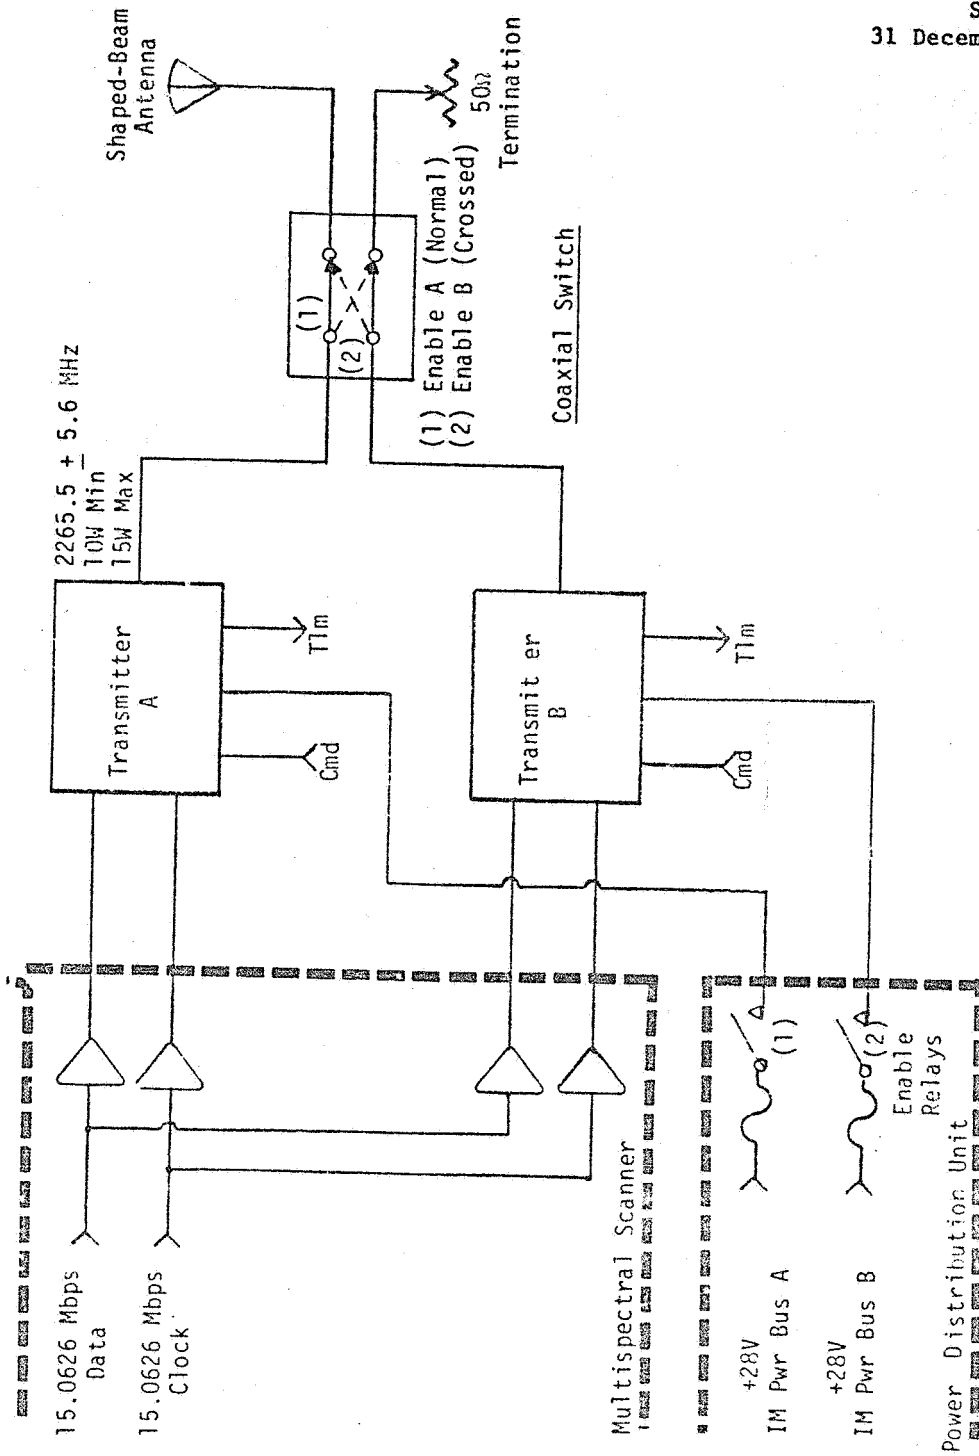 S
31 Decem
Shaped-Beam
Antenna
50Ω
Termination
(1)
(2)
(1) Enable A (Normal)
(2) Enable B (Crossed)
Coaxial Switch
2265.5 ± 5.6 MHz
10W Min
15W Max
Transmitter
A
Tlm
Cmd
Transmit er
B
Tlm
Cmd
15.0626 Mbps
Data
15.0626 Mbps
Clock
Multispectral Scanner
+28V
IM Pwr Bus A
(1)
+28V
IM Pwr Bus B
(2)
Enable
Relays
Power Distribution Unit